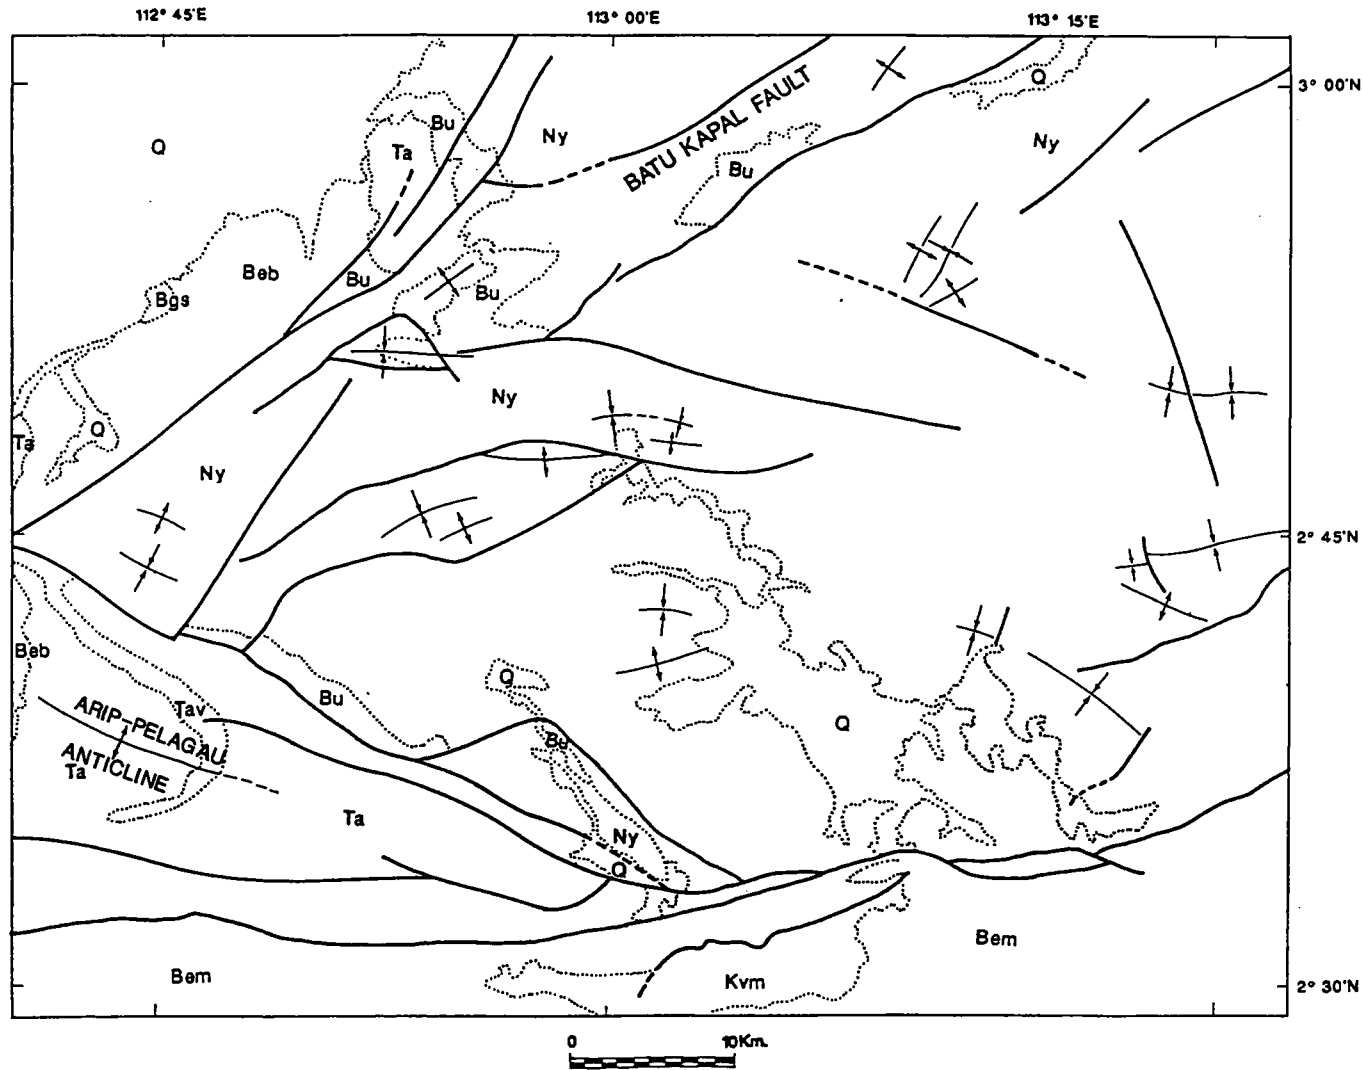 112° 45'E
113° 00'E
113° 15'E
Q
3° 00'N
Bu
Ny
BATU KAPAL FAULT
Q
Ta
Ny
Bu
Beb
Bu
Bu
Bgs
Ny
Q
Ta
Ny
2° 45'N
Beb
Q
Bu
Tav
ARIP-PELAGAU
ANTICLINE
Q
Bu
Ta
Ta
Ny
Q
Bem
Bem
Kvm
2° 30'N
0
10Km.